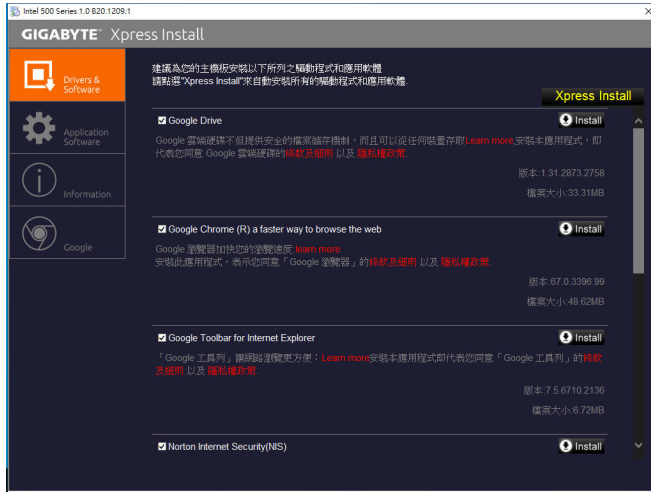 Intel 500 Series 1.0 B20.1209.1
GIGABYTE™ Xpress Install
Drivers &
Software
Application
Software
Information
Google
建議為您的主機板安裝以下所列之驅動程式和應用軟體
請點選"Xpress Install"來自動安裝所有的驅動程式和應用軟體.
Xpress Install
Google Drive
Install
Google 雲端硬碟不但提供安全的檔案儲存機制，而且可以從任何裝置存取Learn more.安裝本應用程式，即
代表您同意 Google 雲端硬碟的條款及細則 以及 隱私權政策.
版本:1.31.2873.2758
檔案大小:33.31MB
Google Chrome (R) a faster way to browse the web
Install
Google 瀏覽器加快您的瀏覽速度:learn more
安裝此應用程式，表示您同意「Google 瀏覽器」的條款及細則 以及 隱私權政策.
版本:67.0.3396.99
檔案大小:48.62MB
Google Toolbar for Internet Explorer
Install
「Google 工具列」讓網路瀏覽更方便：Learn more安裝本應用程式即代表您同意「Google 工具列」的條款
及細則 以及 隱私權政策.
版本:7.5.6710.2136
檔案大小:6.72MB
Norton Internet Security(NIS)
Install